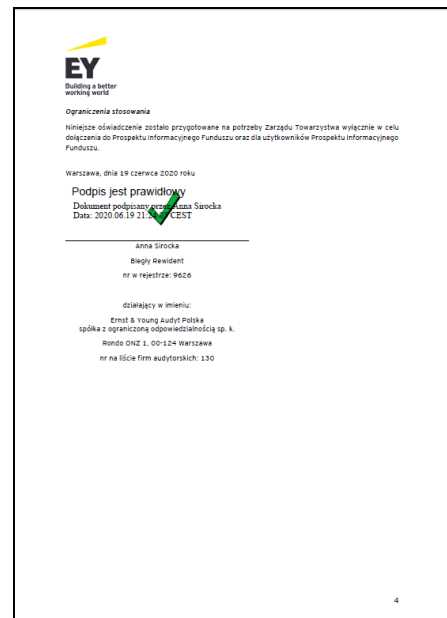 EY
Building a better
working world
Ograniczenia stosowania
Niniejsze oświadczenie zostało przygotowane na potrzeby Zarządu Towarzystwa wyłącznie w celu
dołączenia do Prospektu Informacyjnego Funduszu oraz dla użytkowników Prospektu Informacyjnego
Funduszu.
Warszawa, dnia 19 czerwca 2020 roku
Podpis jest prawidłowy
Dokument podpisany przez Anna Sirocka
Data: 2020.06.19 CEST
Anna Sirocka
Biegły Rewident
nr w rejestrze: 9626
działający w imieniu:
Ernst & Young Audyt Polska
spółka z ograniczoną odpowiedzialnością sp. k.
Rondo ONZ 1, 00-124 Warszawa
nr na liście firm audytorskich: 130
4